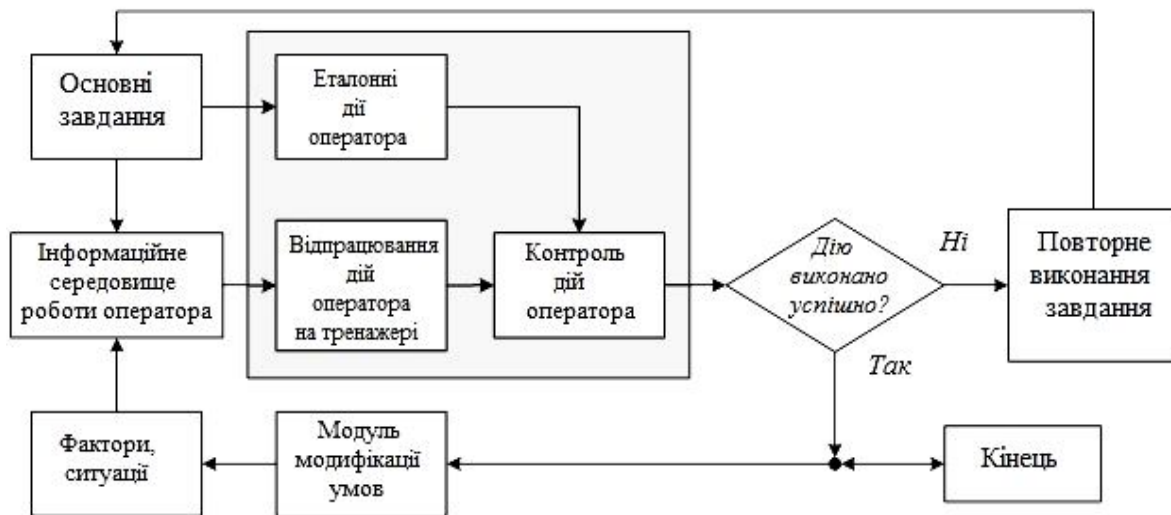 Основні
завдання
Еталонні
дії
оператора
Інформаційне
середовище
роботи оператора
Відпрацювання
дій
оператора
на тренажері
Контроль
дій
оператора
Дію
виконано
успішно?
Ні
Повторне
виконання
завдання
Так
Фактори,
ситуації
Модуль
модифікації
умов
Кінець